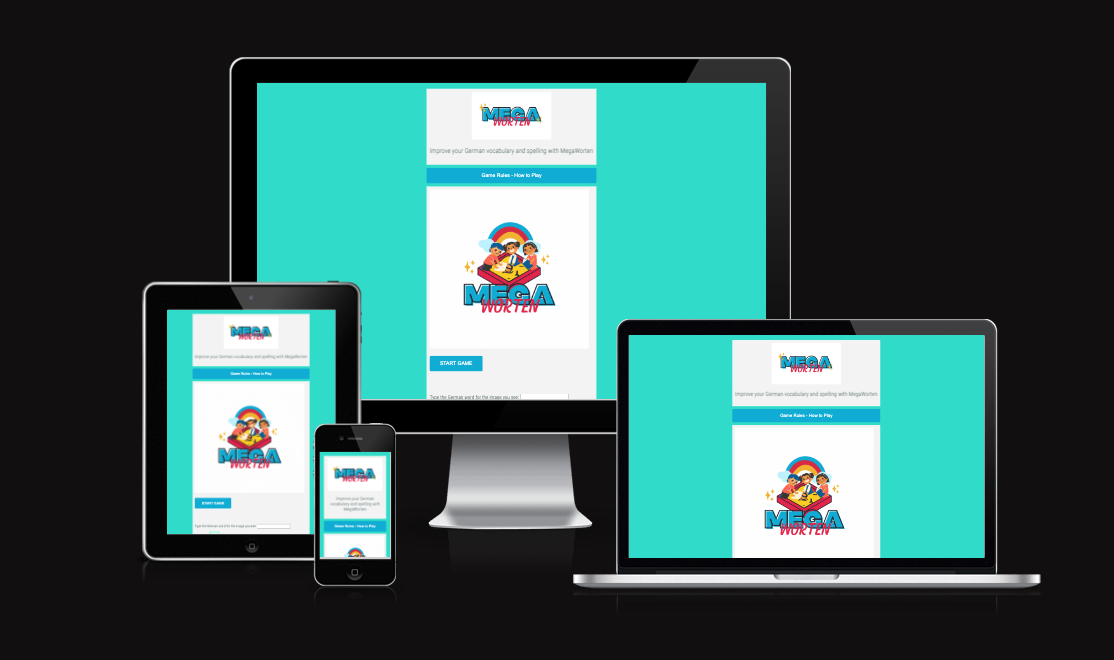 MEGA
WORTEN
Improve your German vocabulary and spelling with MegaWorten
Game Rules - How to Play
MEGA
WORTEN
START GAME
Type the German word for the image you see:
MEGA
WORTEN
Improve your German vocabulary and spelling with MegaWorten
Game Rules - How to Play
MEGA
WORTEN
START GAME
Type the German word for the image you see:
MEGA
WORTEN
Improve your German
vocabulary and spelling with
MegaWorten
Game Rules - How to Play
MEGA
WORTEN
Improve your German vocabulary and spelling with MegaWorten
Game Rules - How to Play
MEGA
WORTEN